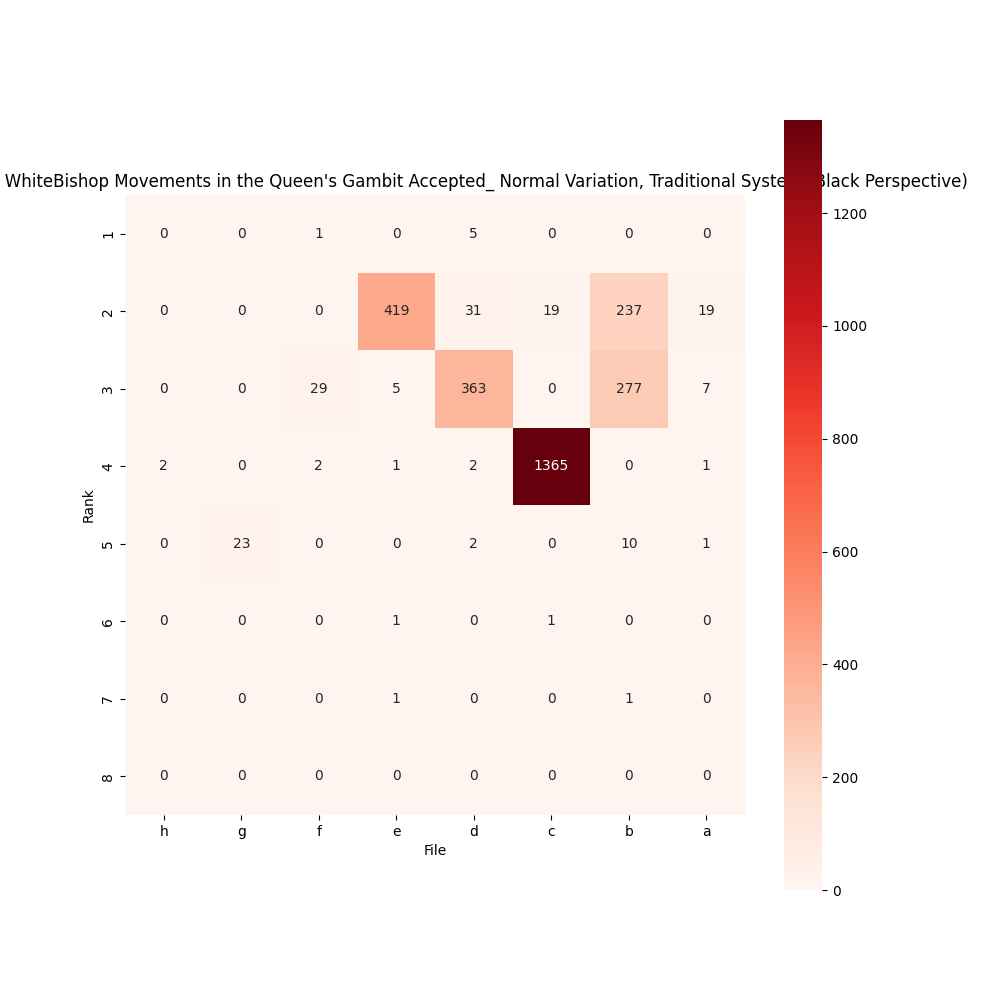 WhiteBishop Movements in the Queen's Gambit Accepted_ Normal Variation, Traditional Syste Black Perspective)
1 0 0 1 0 5 0 0 0
2 0 0 0 419 31 19 237 19
3 0 0 29 5 363 0 277 7
4 2 0 2 1 2 1365 0 1
5 0 23 0 0 2 0 10 1
6 0 0 0 1 0 1 0 0
7 0 0 0 1 0 0 1 0
8 0 0 0 0 0 0 0 0
h g f e d c b a
File
Rank
1200
1000
800
600
400
200
0